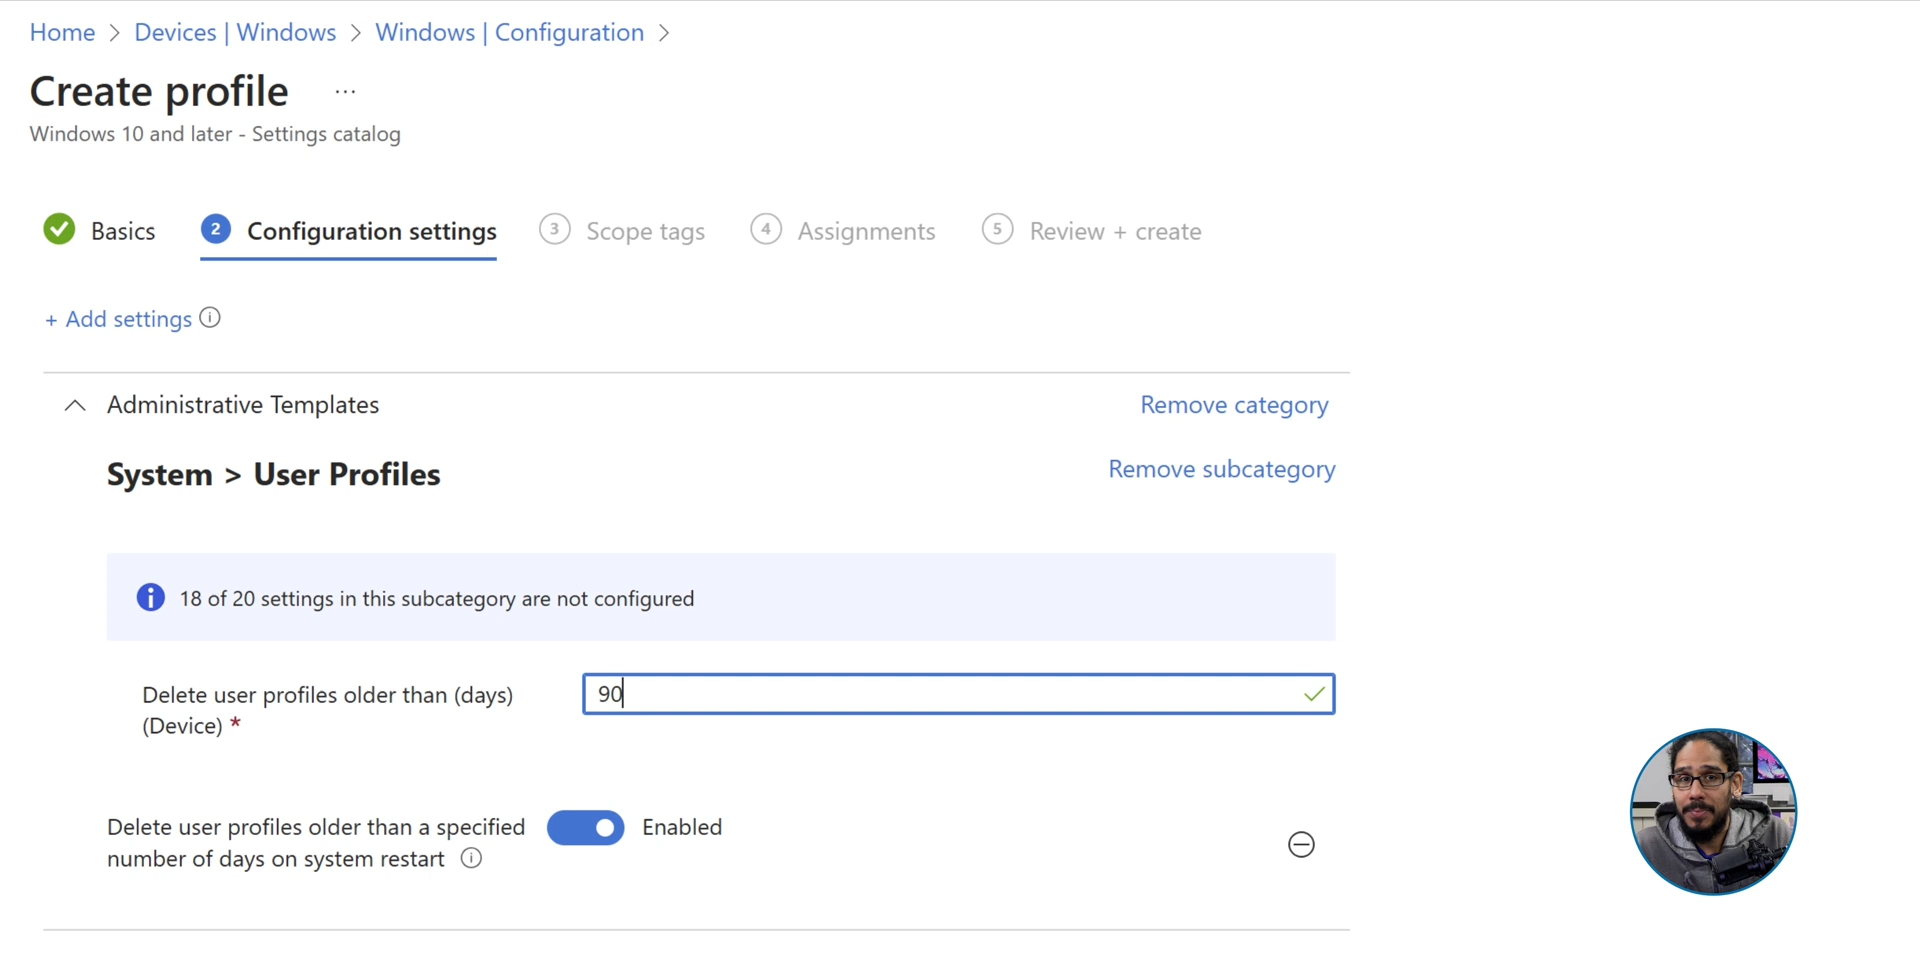 Home > Devices | Windows > Windows | Configuration >
Create profile ...
Windows 10 and later - Settings catalog
Basics 2 Configuration settings 3 Scope tags 4 Assignments 5 Review + create
+ Add settings
Administrative Templates Remove category
System > User Profiles Remove subcategory
18 of 20 settings in this subcategory are not configured
Delete user profiles older than (days) 90
(Device) *
Delete user profiles older than a specified Enabled
number of days on system restart